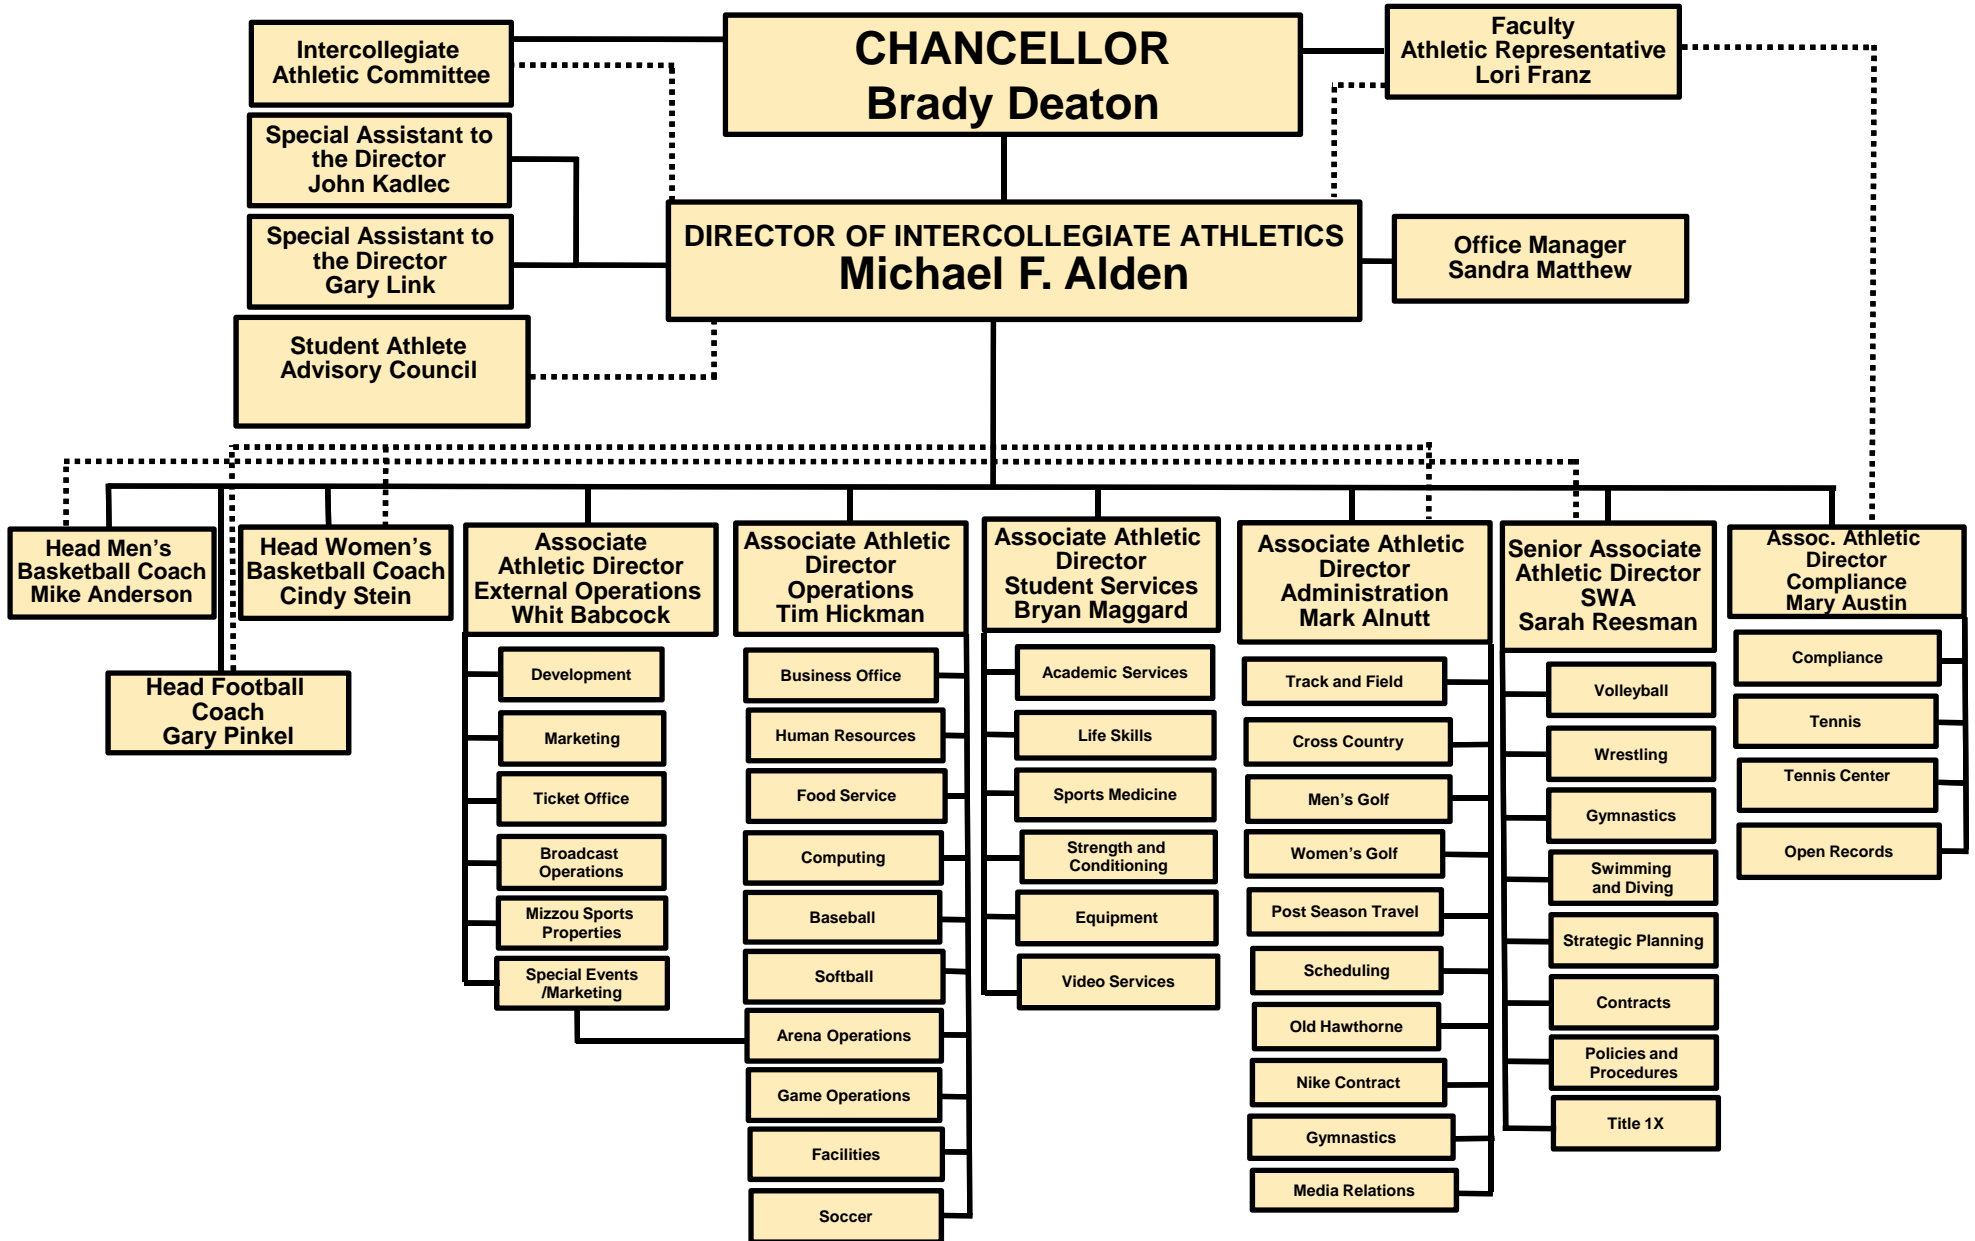 Intercollegiate
Athletic Committee
CHANCELLOR
Brady Deaton
Faculty
Athletic Representative
Lori Franz
Special Assistant to
the Director
John Kadlec
Special Assistant to
the Director
Gary Link
DIRECTOR OF INTERCOLLEGIATE ATHLETICS
Michael F. Alden
Office Manager
Sandra Matthew
Student Athlete
Advisory Council
Head Men's
Basketball Coach
Mike Anderson
Head Women's
Basketball Coach
Cindy Stein
Head Football
Coach
Gary Pinkel
Associate
Athletic Director
External Operations
Whit Babcock
Development
Marketing
Ticket Office
Broadcast
Operations
Mizzou Sports
Properties
Special Events
/Marketing
Associate Athletic
Director
Operations
Tim Hickman
Business Office
Human Resources
Food Service
Computing
Baseball
Softball
Arena Operations
Game Operations
Facilities
Soccer
Associate Athletic
Director
Student Services
Bryan Maggard
Academic Services
Life Skills
Sports Medicine
Strength and
Conditioning
Equipment
Video Services
Associate Athletic
Director
Administration
Mark Alnutt
Track and Field
Cross Country
Men's Golf
Women's Golf
Post Season Travel
Scheduling
Old Hawthorne
Nike Contract
Gymnastics
Media Relations
Senior Associate
Athletic Director
SWA
Sarah Reesman
Volleyball
Wrestling
Gymnastics
Swimming
and Diving
Strategic Planning
Contracts
Policies and
Procedures
Title 1X
Assoc. Athletic
Director
Compliance
Mary Austin
Compliance
Tennis
Tennis Center
Open Records